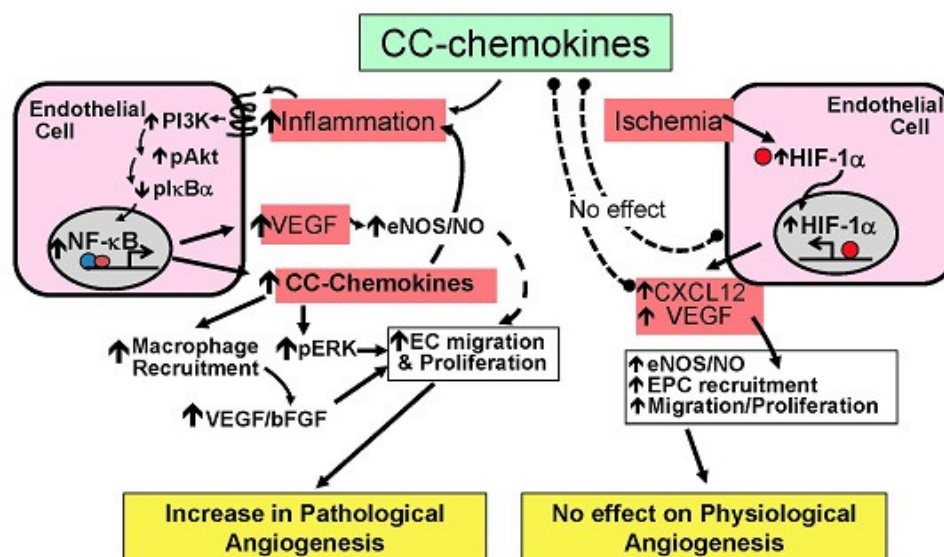 CC-chemokines
Endothelial
Cell
↑PI3K
↑pAkt
↓pIκBα
↑NF-κB
↑Inflammation
↑VEGF
↑eNOS/NO
↑CC-Chemokines
↑Macrophage
Recruitment
↑pERK
↑EC migration
& Proliferation
↑VEGF/bFGF
Increase in Pathological
Angiogenesis
No effect
Ischemia
Endothelial
Cell
↑HIF-1α
↑HIF-1α
↑CXCL12
↑VEGF
↑eNOS/NO
↑EPC recruitment
↑Migration/Proliferation
No effect on Physiological
Angiogenesis